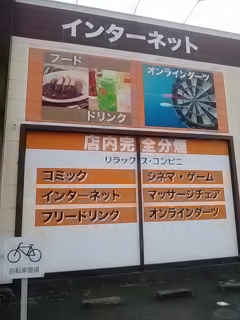 インターネット
フード
ドリンク
オンラインダーツ
店内完全分煙
リラックス・コンビニ
コミック
シネマ・ゲーム
インターネット
マッサージチェア
フリードリンク
オンラインダーツ
自転車置場